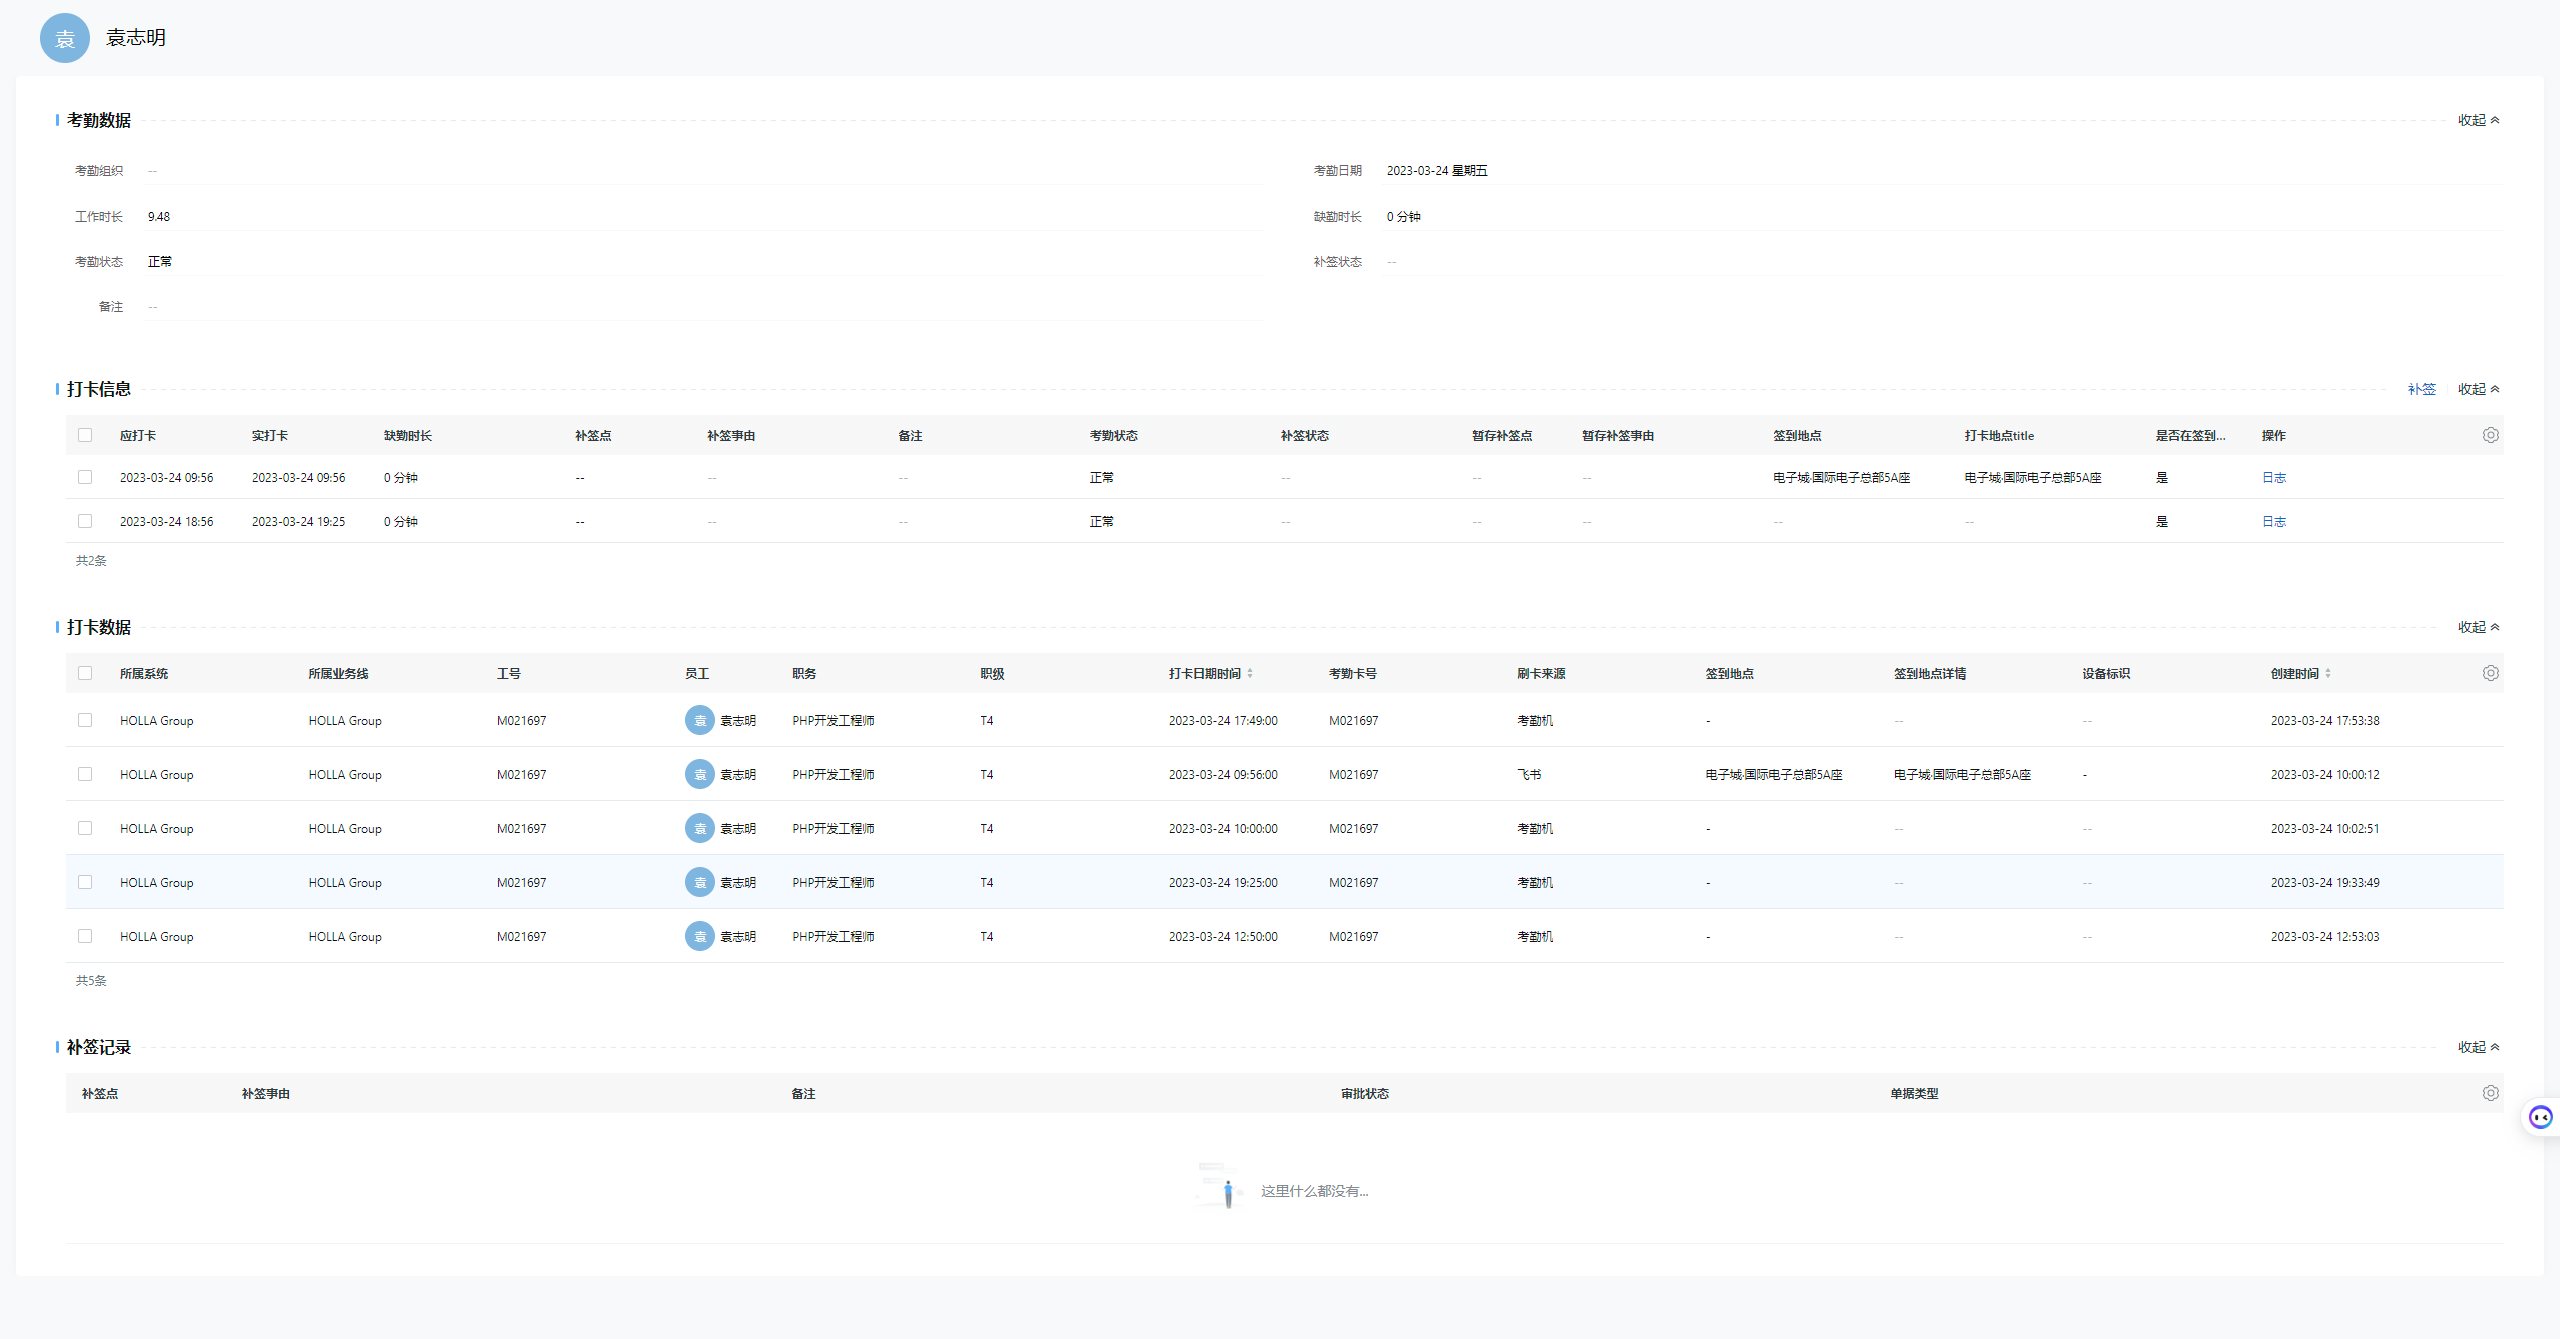 袁 袁志明
考勤数据 收起
考勤组织 -- 考勤日期 2023-03-24 星期五
工作时长 9.48 缺勤时长 0 分钟
考勤状态 正常 补签状态 --
备注 --
打卡信息 补签 收起
应打卡 实打卡 缺勤时长 补签点 补签事由 备注 考勤状态 补签状态 暂存补签点 暂存补签事由 签到地点 打卡地点title 是否在签到... 操作
2023-03-24 09:56 2023-03-24 09:56 0 分钟 -- -- -- 正常 -- -- -- 电子城·国际电子总部5A座 电子城·国际电子总部5A座 是 日志
2023-03-24 18:56 2023-03-24 19:25 0 分钟 -- -- -- 正常 -- -- -- -- -- 是 日志
共2条
打卡数据 收起
所属系统 所属业务线 工号 员工 职务 职级 打卡日期时间 考勤卡号 刷卡来源 签到地点 签到地点详情 设备标识 创建时间
HOLLA Group HOLLA Group M021697 袁 袁志明 PHP开发工程师 T4 2023-03-24 17:49:00 M021697 考勤机 - -- -- 2023-03-24 17:53:38
HOLLA Group HOLLA Group M021697 袁 袁志明 PHP开发工程师 T4 2023-03-24 09:56:00 M021697 飞书 电子城·国际电子总部5A座 电子城·国际电子总部5A座 - 2023-03-24 10:00:12
HOLLA Group HOLLA Group M021697 袁 袁志明 PHP开发工程师 T4 2023-03-24 10:00:00 M021697 考勤机 - -- -- 2023-03-24 10:02:51
HOLLA Group HOLLA Group M021697 袁 袁志明 PHP开发工程师 T4 2023-03-24 19:25:00 M021697 考勤机 - -- -- 2023-03-24 19:33:49
HOLLA Group HOLLA Group M021697 袁 袁志明 PHP开发工程师 T4 2023-03-24 12:50:00 M021697 考勤机 - -- -- 2023-03-24 12:53:03
共5条
补签记录 收起
补签点 补签事由 备注 审批状态 单据类型
这里什么都没有...